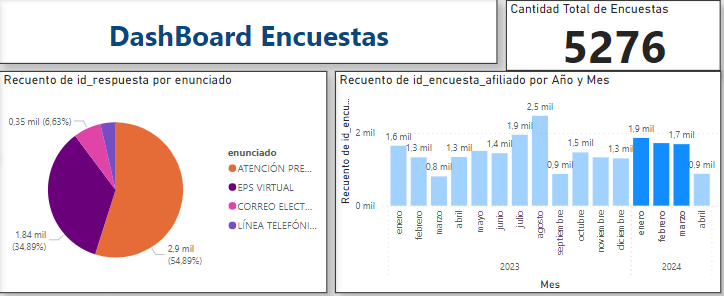 DashBoard Encuestas
Cantidad Total de Encuestas
5276
Recuento de id_respuesta por enunciado
0,35 mil (6,63%)
1,84 mil
(34,89%)
2,9 mil
(54,89%)
enunciado
ATENCIÓN PRE...
EPS VIRTUAL
CORREO ELECT...
LÍNEA TELEFÓNI...
Recuento de id_encuesta_afiliado por Año y Mes
Recuento de id_encu...
2 mil
0 mil
1,6 mil
1,3 mil
0,8 mil
1,3 mil
1,4 mil
1,9 mil
2,5 mil
0,9 mil
1,5 mil
1,3 mil
1,9 mil
1,7 mil
0,9 mil
enero
febrero
marzo
abril
mayo
junio
julio
agosto
septiembre
octubre
noviembre
diciembre
enero
febrero
marzo
abril
2023
2024
Mes